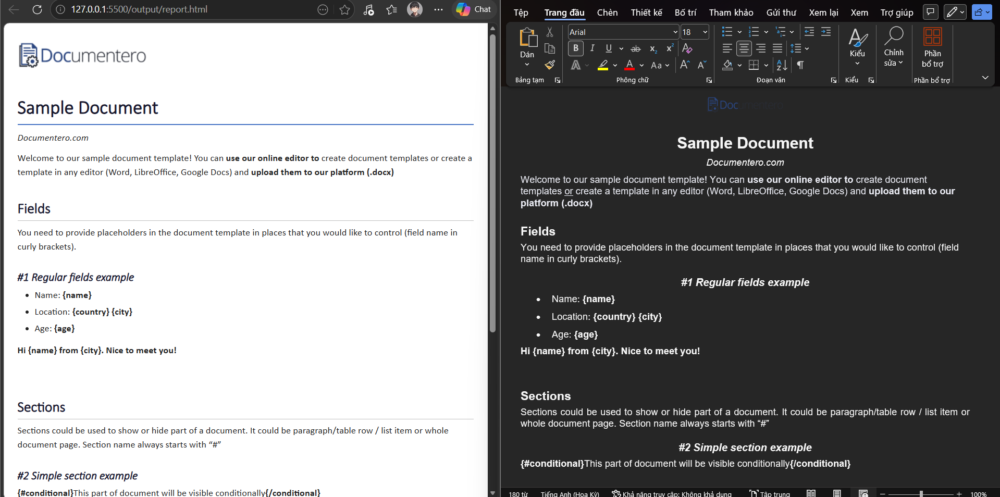 127.0.0.1:5500/output/report.html
Chat
Documentero
Sample Document
Documentero.com
Welcome to our sample document template! You can use our online editor to create document templates or create a
template in any editor (Word, LibreOffice, Google Docs) and upload them to our platform (.docx)
Fields
You need to provide placeholders in the document template in places that you would like to control (field name in
curly brackets).
#1 Regular fields example
• Name: {name}
• Location: {country} {city}
• Age: {age}
Hi {name} from {city}. Nice to meet you!
Sections
Sections could be used to show or hide part of a document. It could be paragraph/table row / list item or whole
document page. Section name always starts with “#”
#2 Simple section example
{#conditional}This part of document will be visible conditionally{/conditional}
Tệp Trang đầu Chèn Thiết kế Bố trí Tham khảo Gửi thư Xem lại Xem Trợ giúp
Dán
Arial 18
B I U ab x₂ x² A
A A Aa A A
Kiểu
Chỉnh sửa
Phần bổ trợ
Bảng tạm Phông chữ Đoạn văn Kiểu Phần bổ trợ
Documentero
Sample Document
Documentero.com
Welcome to our sample document template! You can use our online editor to create document
templates or create a template in any editor (Word, LibreOffice, Google Docs) and upload them to our
platform (.docx)
Fields
You need to provide placeholders in the document template in places that you would like to control (field
name in curly brackets).
#1 Regular fields example
• Name: {name}
• Location: {country} {city}
• Age: {age}
Hi {name} from {city}. Nice to meet you!
Sections
Sections could be used to show or hide part of a document. It could be paragraph/table row / list item or
whole document page. Section name always starts with “#”
#2 Simple section example
{#conditional}This part of document will be visible conditionally{/conditional}
180 từ Tiếng Anh (Hoa Kỳ) Khả năng truy cập: Không khả dụng Tập trung 100%